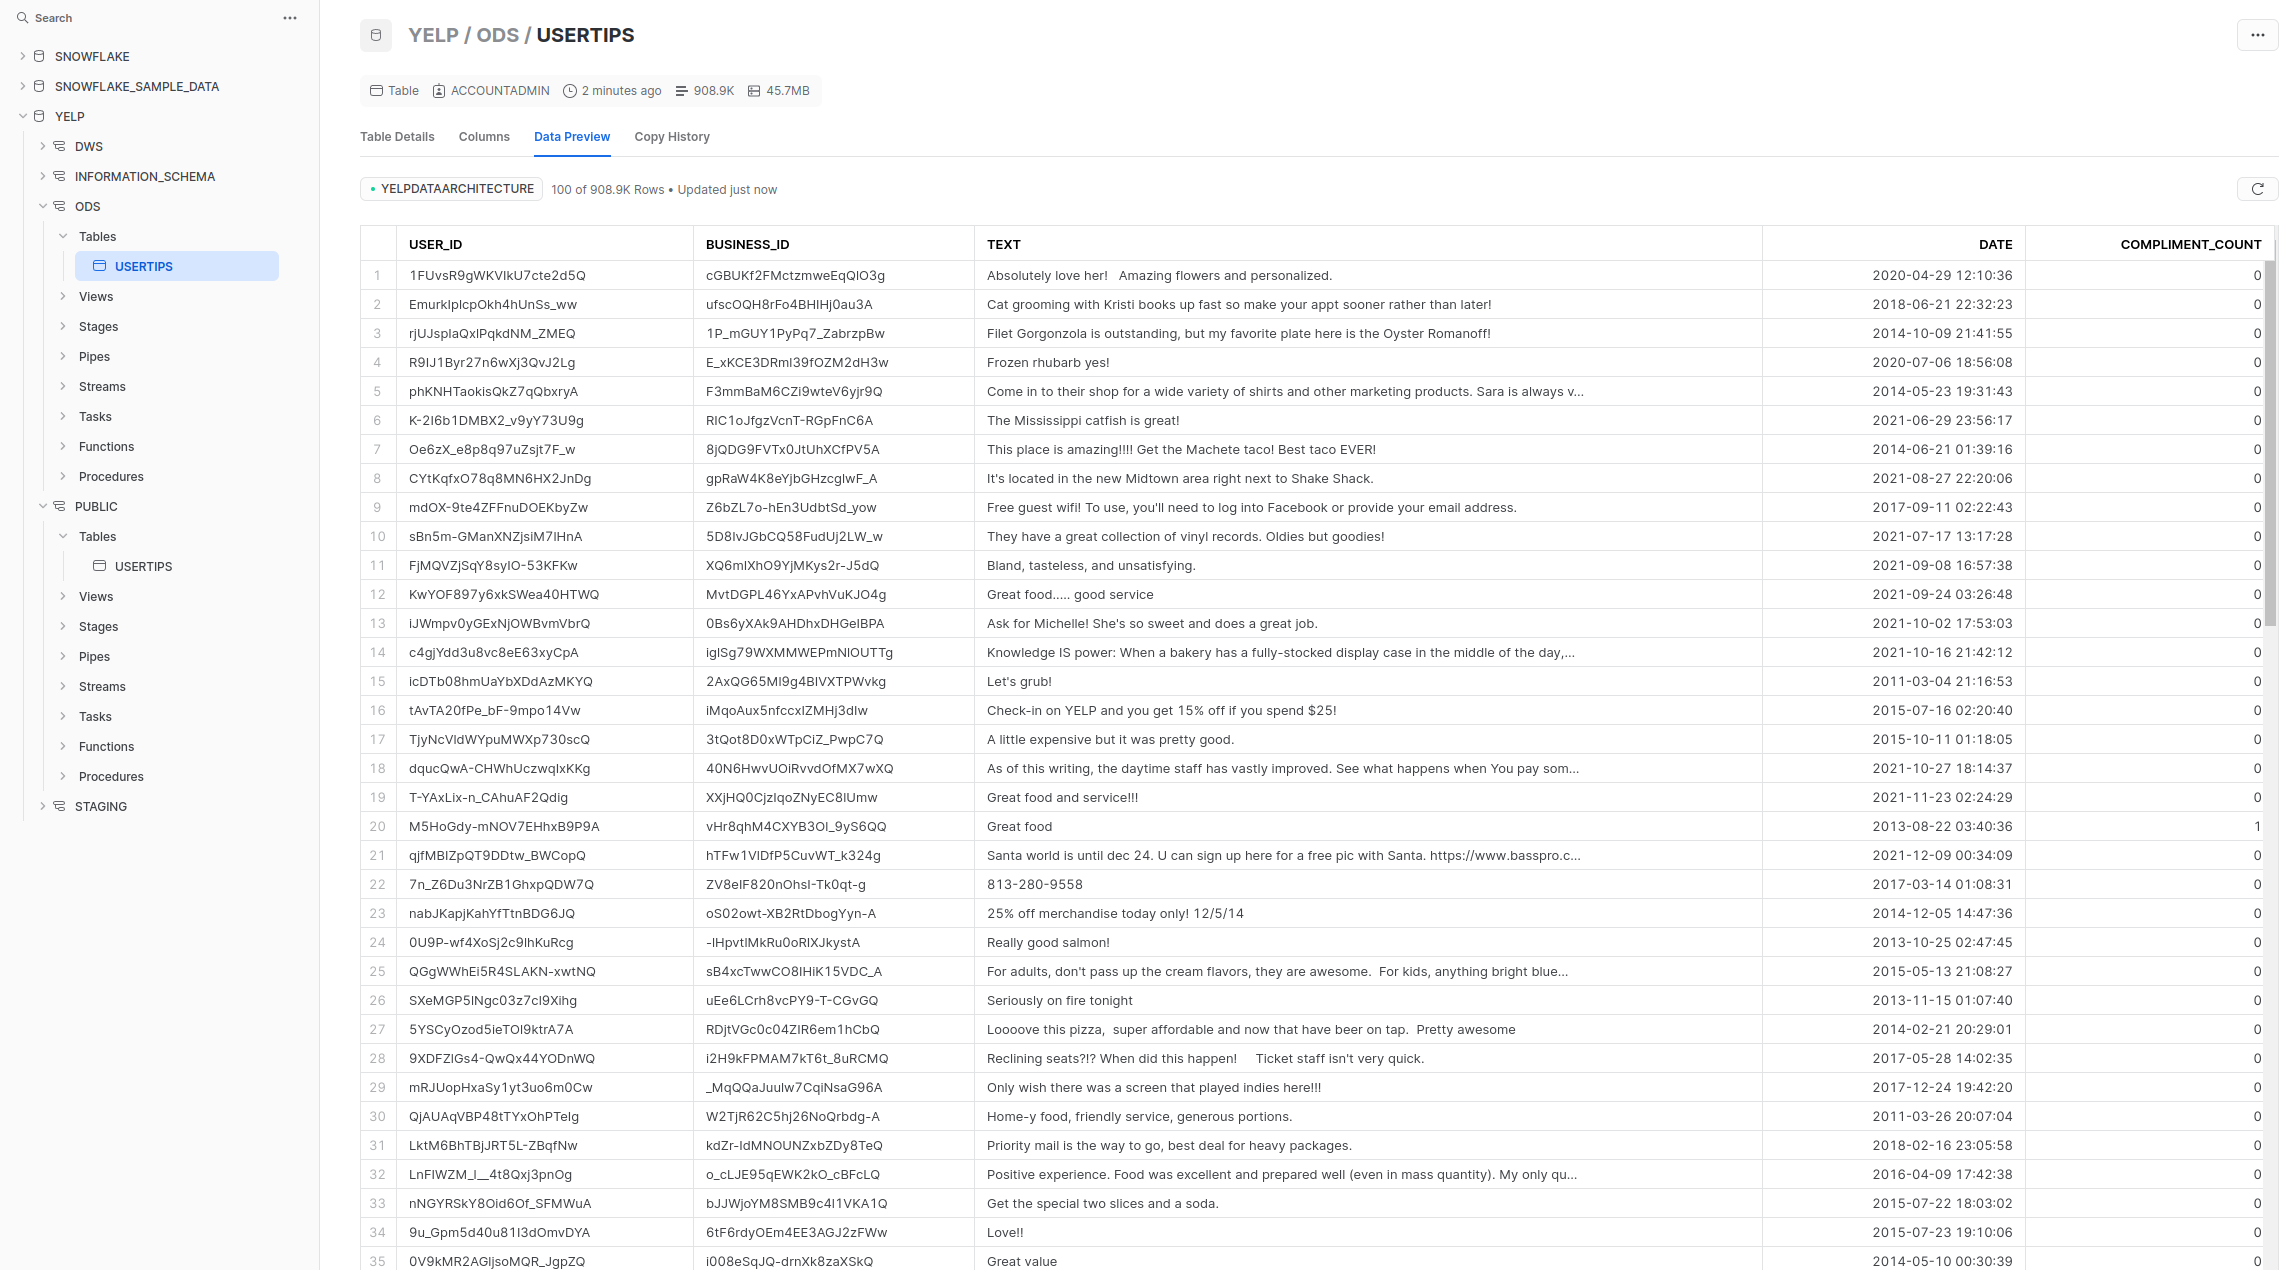 Search
SNOWFLAKE
SNOWFLAKE_SAMPLE_DATA
YELP
DWS
INFORMATION_SCHEMA
ODS
Tables
USERTIPS
Views
Stages
Pipes
Streams
Tasks
Functions
Procedures
PUBLIC
Tables
USERTIPS
Views
Stages
Pipes
Streams
Tasks
Functions
Procedures
STAGING
YELP / ODS / USERTIPS
Table ACCOUNTADMIN 2 minutes ago 908.9K 45.7MB
Table Details Columns Data Preview Copy History
YELPDATAARCHITECTURE 100 of 908.9K Rows • Updated just now
USER_ID BUSINESS_ID TEXT DATE COMPLIMENT_COUNT
1 1FUvsR9gWKVIkU7cte2d5Q cGBUKf2FMctzmweEqQIO3g Absolutely love her!   Amazing flowers and personalized. 2020-04-29 12:10:36 0
2 EmurkIpIcpOkh4hUnSs_ww ufscOQH8rFo4BHIHj0au3A Cat grooming with Kristi books up fast so make your appt sooner rather than later! 2018-06-21 22:32:23 0
3 rjUJspIaQxIPqkdNM_ZMEQ 1P_mGUY1PyPq7_ZabrzpBw Filet Gorgonzola is outstanding, but my favorite plate here is the Oyster Romanoff! 2014-10-09 21:41:55 0
4 R9IJ1Byr27n6wXj3QvJ2Lg E_xKCE3DRmI39fOZM2dH3w Frozen rhubarb yes! 2020-07-06 18:56:08 0
5 phKNHTaokisQkZ7qQbxryA F3mmBaM6CZi9wteV6yjr9Q Come in to their shop for a wide variety of shirts and other marketing products. Sara is always v... 2014-05-23 19:31:43 0
6 K-2I6b1DMBX2_v9yY73U9g RIC1oJfgzVcnT-RGpFnC6A The Mississippi catfish is great! 2021-06-29 23:56:17 0
7 Oe6zX_e8p8q97uZsjt7F_w 8jQDG9FVTx0JtUhXCfPV5A This place is amazing!!!! Get the Machete taco! Best taco EVER! 2014-06-21 01:39:16 0
8 CYtKqfxO78q8MN6HX2JnDg gpRaW4K8eYjbGHzcgIwF_A It's located in the new Midtown area right next to Shake Shack. 2021-08-27 22:20:06 0
9 mdOX-9te4ZFFnuDOEKbyZw Z6bZL7o-hEn3UdbtSd_yow Free guest wifi! To use, you'll need to log into Facebook or provide your email address. 2017-09-11 02:22:43 0
10 sBn5m-GManXNZjsiM7IHnA 5D8IvJGbCQ58FudUj2LW_w They have a great collection of vinyl records. Oldies but goodies! 2021-07-17 13:17:28 0
11 FjMQVZjSqY8syIO-53KFKw XQ6mIXhO9YjMKys2r-J5dQ Bland, tasteless, and unsatisfying. 2021-09-08 16:57:38 0
12 KwYOF897y6xkSWea40HTWQ MvtDGPL46YxAPvhVuKJO4g Great food..... good service 2021-09-24 03:26:48 0
13 iJWmpv0yGExNjOWBvmVbrQ 0Bs6yXAk9AHDhxDHGeIBPA Ask for Michelle! She's so sweet and does a great job. 2021-10-02 17:53:03 0
14 c4gjYdd3u8vc8eE63xyCpA igISg79WXMMWEPmNIOUTTg Knowledge IS power: When a bakery has a fully-stocked display case in the middle of the day,... 2021-10-16 21:42:12 0
15 icDTb08hmUaYbXDdAzMKYQ 2AxQG65MI9g4BIVXTPWvkg Let's grub! 2011-03-04 21:16:53 0
16 tAvTA20fPe_bF-9mpo14Vw iMqoAux5nfccxIZMHj3dIw Check-in on YELP and you get 15% off if you spend $25! 2015-07-16 02:20:40 0
17 TjyNcVIdWYpuMWXp730scQ 3tQot8D0xWTpCiZ_PwpC7Q A little expensive but it was pretty good. 2015-10-11 01:18:05 0
18 dqucQwA-CHWhUczwqIxKKg 40N6HwvUOiRvvdOfMX7wXQ As of this writing, the daytime staff has vastly improved. See what happens when You pay som... 2021-10-27 18:14:37 0
19 T-YAxLix-n_CAhuAF2Qdig XXjHQ0CjzIqoZNyEC8IUmw Great food and service!!! 2021-11-23 02:24:29 0
20 M5HoGdy-mNOV7EHhxB9P9A vHr8qhM4CXYB3OI_9yS6QQ Great food 2013-08-22 03:40:36 1
21 qjfMBIZpQT9DDtw_BWCopQ hTFw1VIDfP5CuvWT_k324g Santa world is until dec 24. U can sign up here for a free pic with Santa. https://www.basspro.c... 2021-12-09 00:34:09 0
22 7n_Z6Du3NrZB1GhxpQDW7Q ZV8eIF820nOhsI-Tk0qt-g 813-280-9558 2017-03-14 01:08:31 0
23 nabJKapjKahYfTtnBDG6JQ oS02owt-XB2RtDbogYyn-A 25% off merchandise today only! 12/5/14 2014-12-05 14:47:36 0
24 0U9P-wf4XoSj2c9IhKuRcg -IHpvtIMkRu0oRIXJkystA Really good salmon! 2013-10-25 02:47:45 0
25 QGgWWhEi5R4SLAKN-xwtNQ sB4xcTwwCO8IHiK15VDC_A For adults, don't pass up the cream flavors, they are awesome.  For kids, anything bright blue... 2015-05-13 21:08:27 0
26 SXeMGP5INgc03z7cI9Xihg uEe6LCrh8vcPY9-T-CGvGQ Seriously on fire tonight 2013-11-15 01:07:40 0
27 5YSCyOzod5ieTOI9ktrA7A RDjtVGc0c04ZIR6em1hCbQ Loooove this pizza,  super affordable and now that have beer on tap.  Pretty awesome 2014-02-21 20:29:01 0
28 9XDFZIGs4-QwQx44YODnWQ i2H9kFPMAM7kT6t_8uRCMQ Reclining seats?!? When did this happen!     Ticket staff isn't very quick. 2017-05-28 14:02:35 0
29 mRJUopHxaSy1yt3uo6m0Cw _MqQQaJuuIw7CqiNsaG96A Only wish there was a screen that played indies here!!! 2017-12-24 19:42:20 0
30 QjAUAqVBP48tTYxOhPTeIg W2TjR62C5hj26NoQrbdg-A Home-y food, friendly service, generous portions. 2011-03-26 20:07:04 0
31 LktM6BhTBjJRT5L-ZBqfNw kdZr-IdMNOUNZxbZDy8TeQ Priority mail is the way to go, best deal for heavy packages. 2018-02-16 23:05:58 0
32 LnFIWZM_I__4t8Qxj3pnOg o_cLJE95qEWK2kO_cBFcLQ Positive experience. Food was excellent and prepared well (even in mass quantity). My only qu... 2016-04-09 17:42:38 0
33 nNGYRSkY8Oid6Of_SFMWuA bJJWjoYM8SMB9c4I1VKA1Q Get the special two slices and a soda. 2015-07-22 18:03:02 0
34 9u_Gpm5d40u81I3dOmvDYA 6tF6rdyOEm4EE3AGJ2zFWw Love!! 2015-07-23 19:10:06 0
35 0V9kMR2AGIjsoMQR_JgpZQ i008eSqJQ-drnXk8zaXSkQ Great value 2014-05-10 00:30:39 0